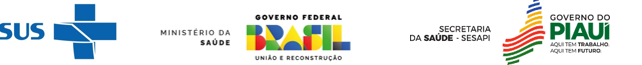 SUS
MINISTÉRIO DA
SAÚDE
GOVERNO FEDERAL
BRASIL
UNIÃO E RECONSTRUÇÃO
SECRETARIA
DA SAÚDE - SESAPI
GOVERNO DO
PIAUÍ
AQUI TEM TRABALHO.
AQUI TEM FUTURO.